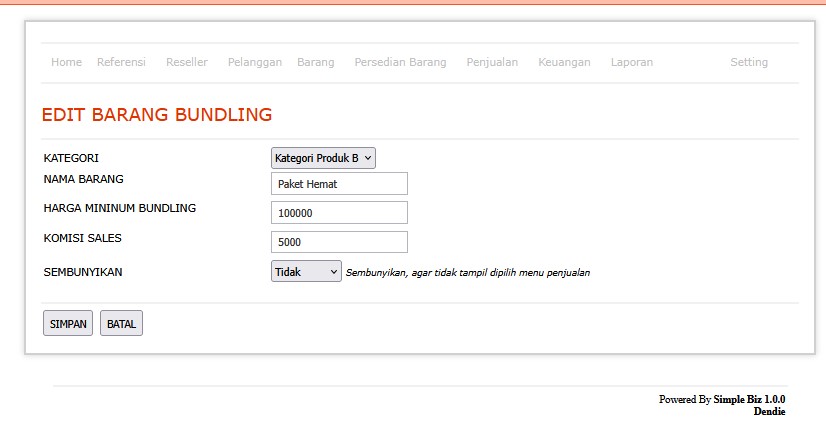 Home Referensi Reseller Pelanggan Barang Persedian Barang Penjualan Keuangan Laporan Setting
EDIT BARANG BUNDLING
KATEGORI Kategori Produk B
NAMA BARANG Paket Hemat
HARGA MININUM BUNDLING 100000
KOMISI SALES 5000
SEMBUNYIKAN Tidak Sembunyikan, agar tidak tampil dipilih menu penjualan
SIMPAN BATAL
Powered By Simple Biz 1.0.0
Dendie